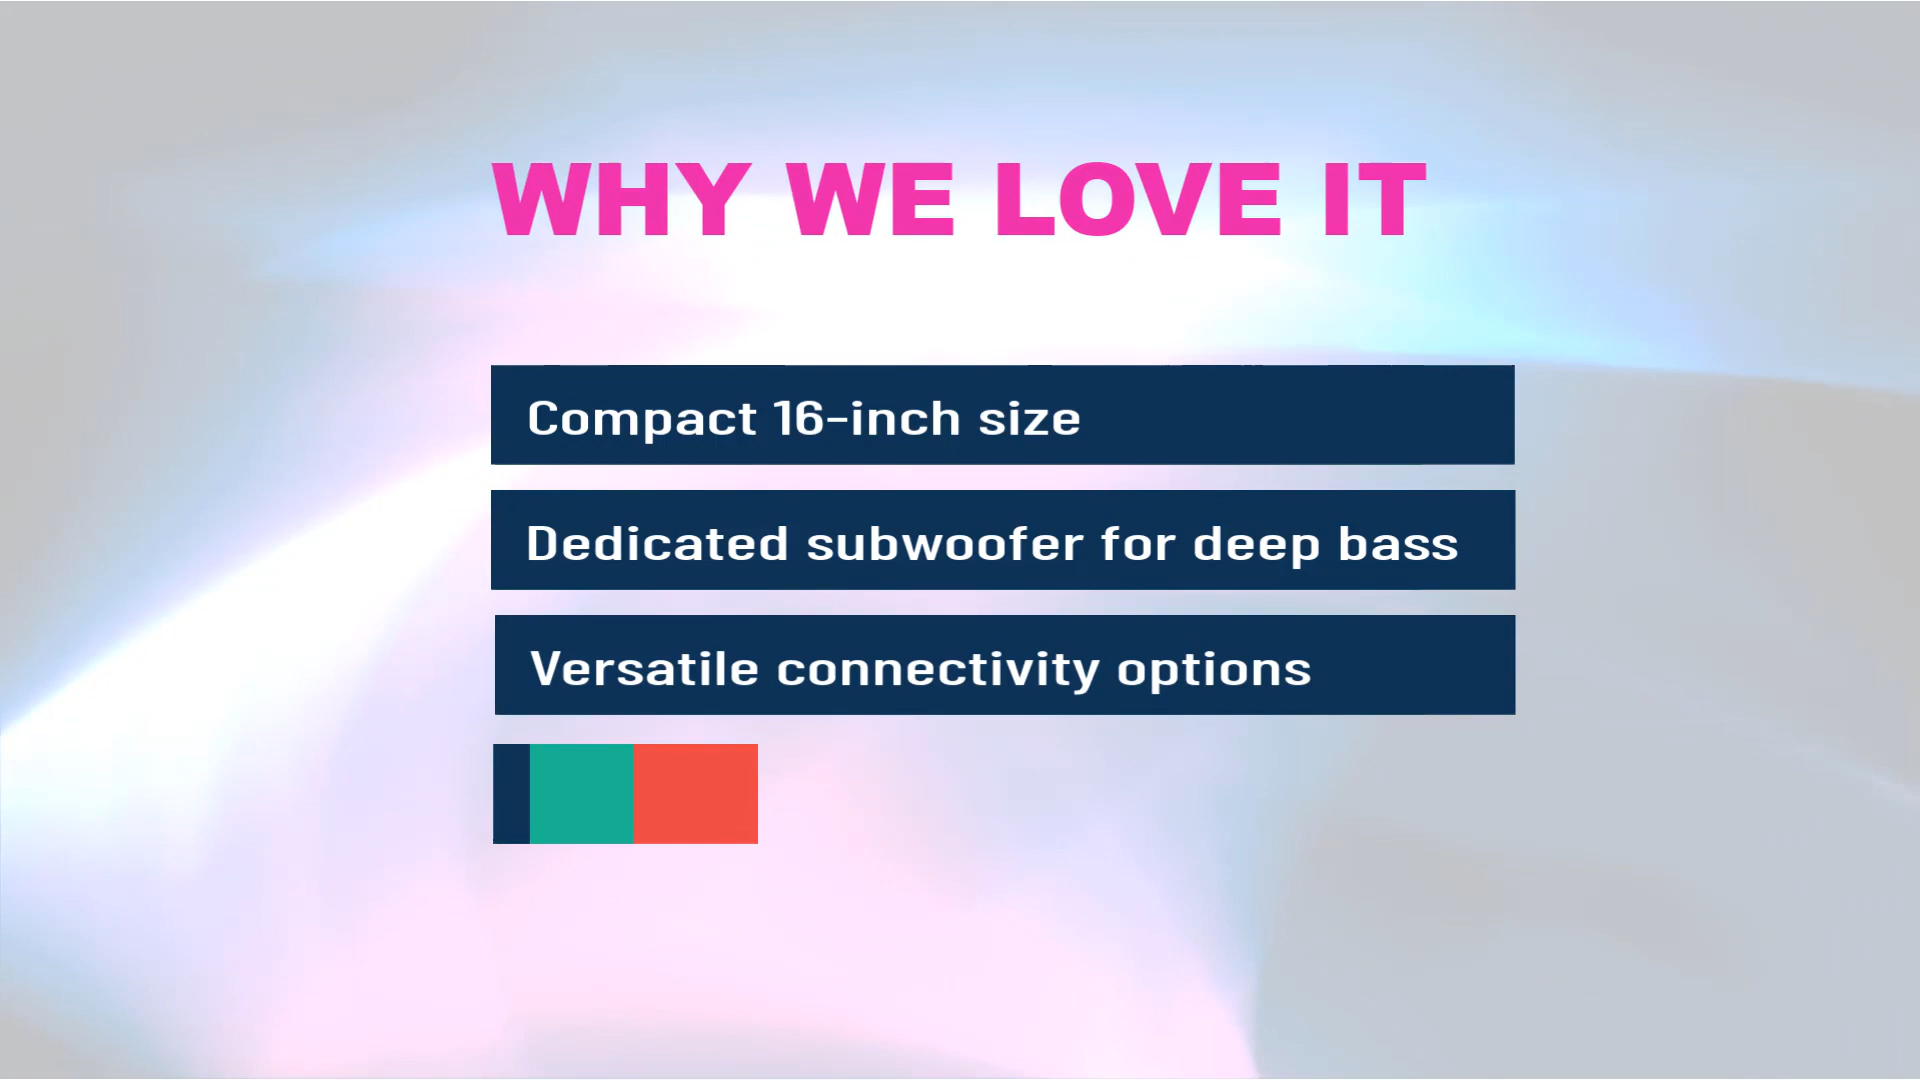 WHY WE LOVE IT
Compact 16-inch size
Dedicated subwoofer for deep bass
Versatile connectivity options